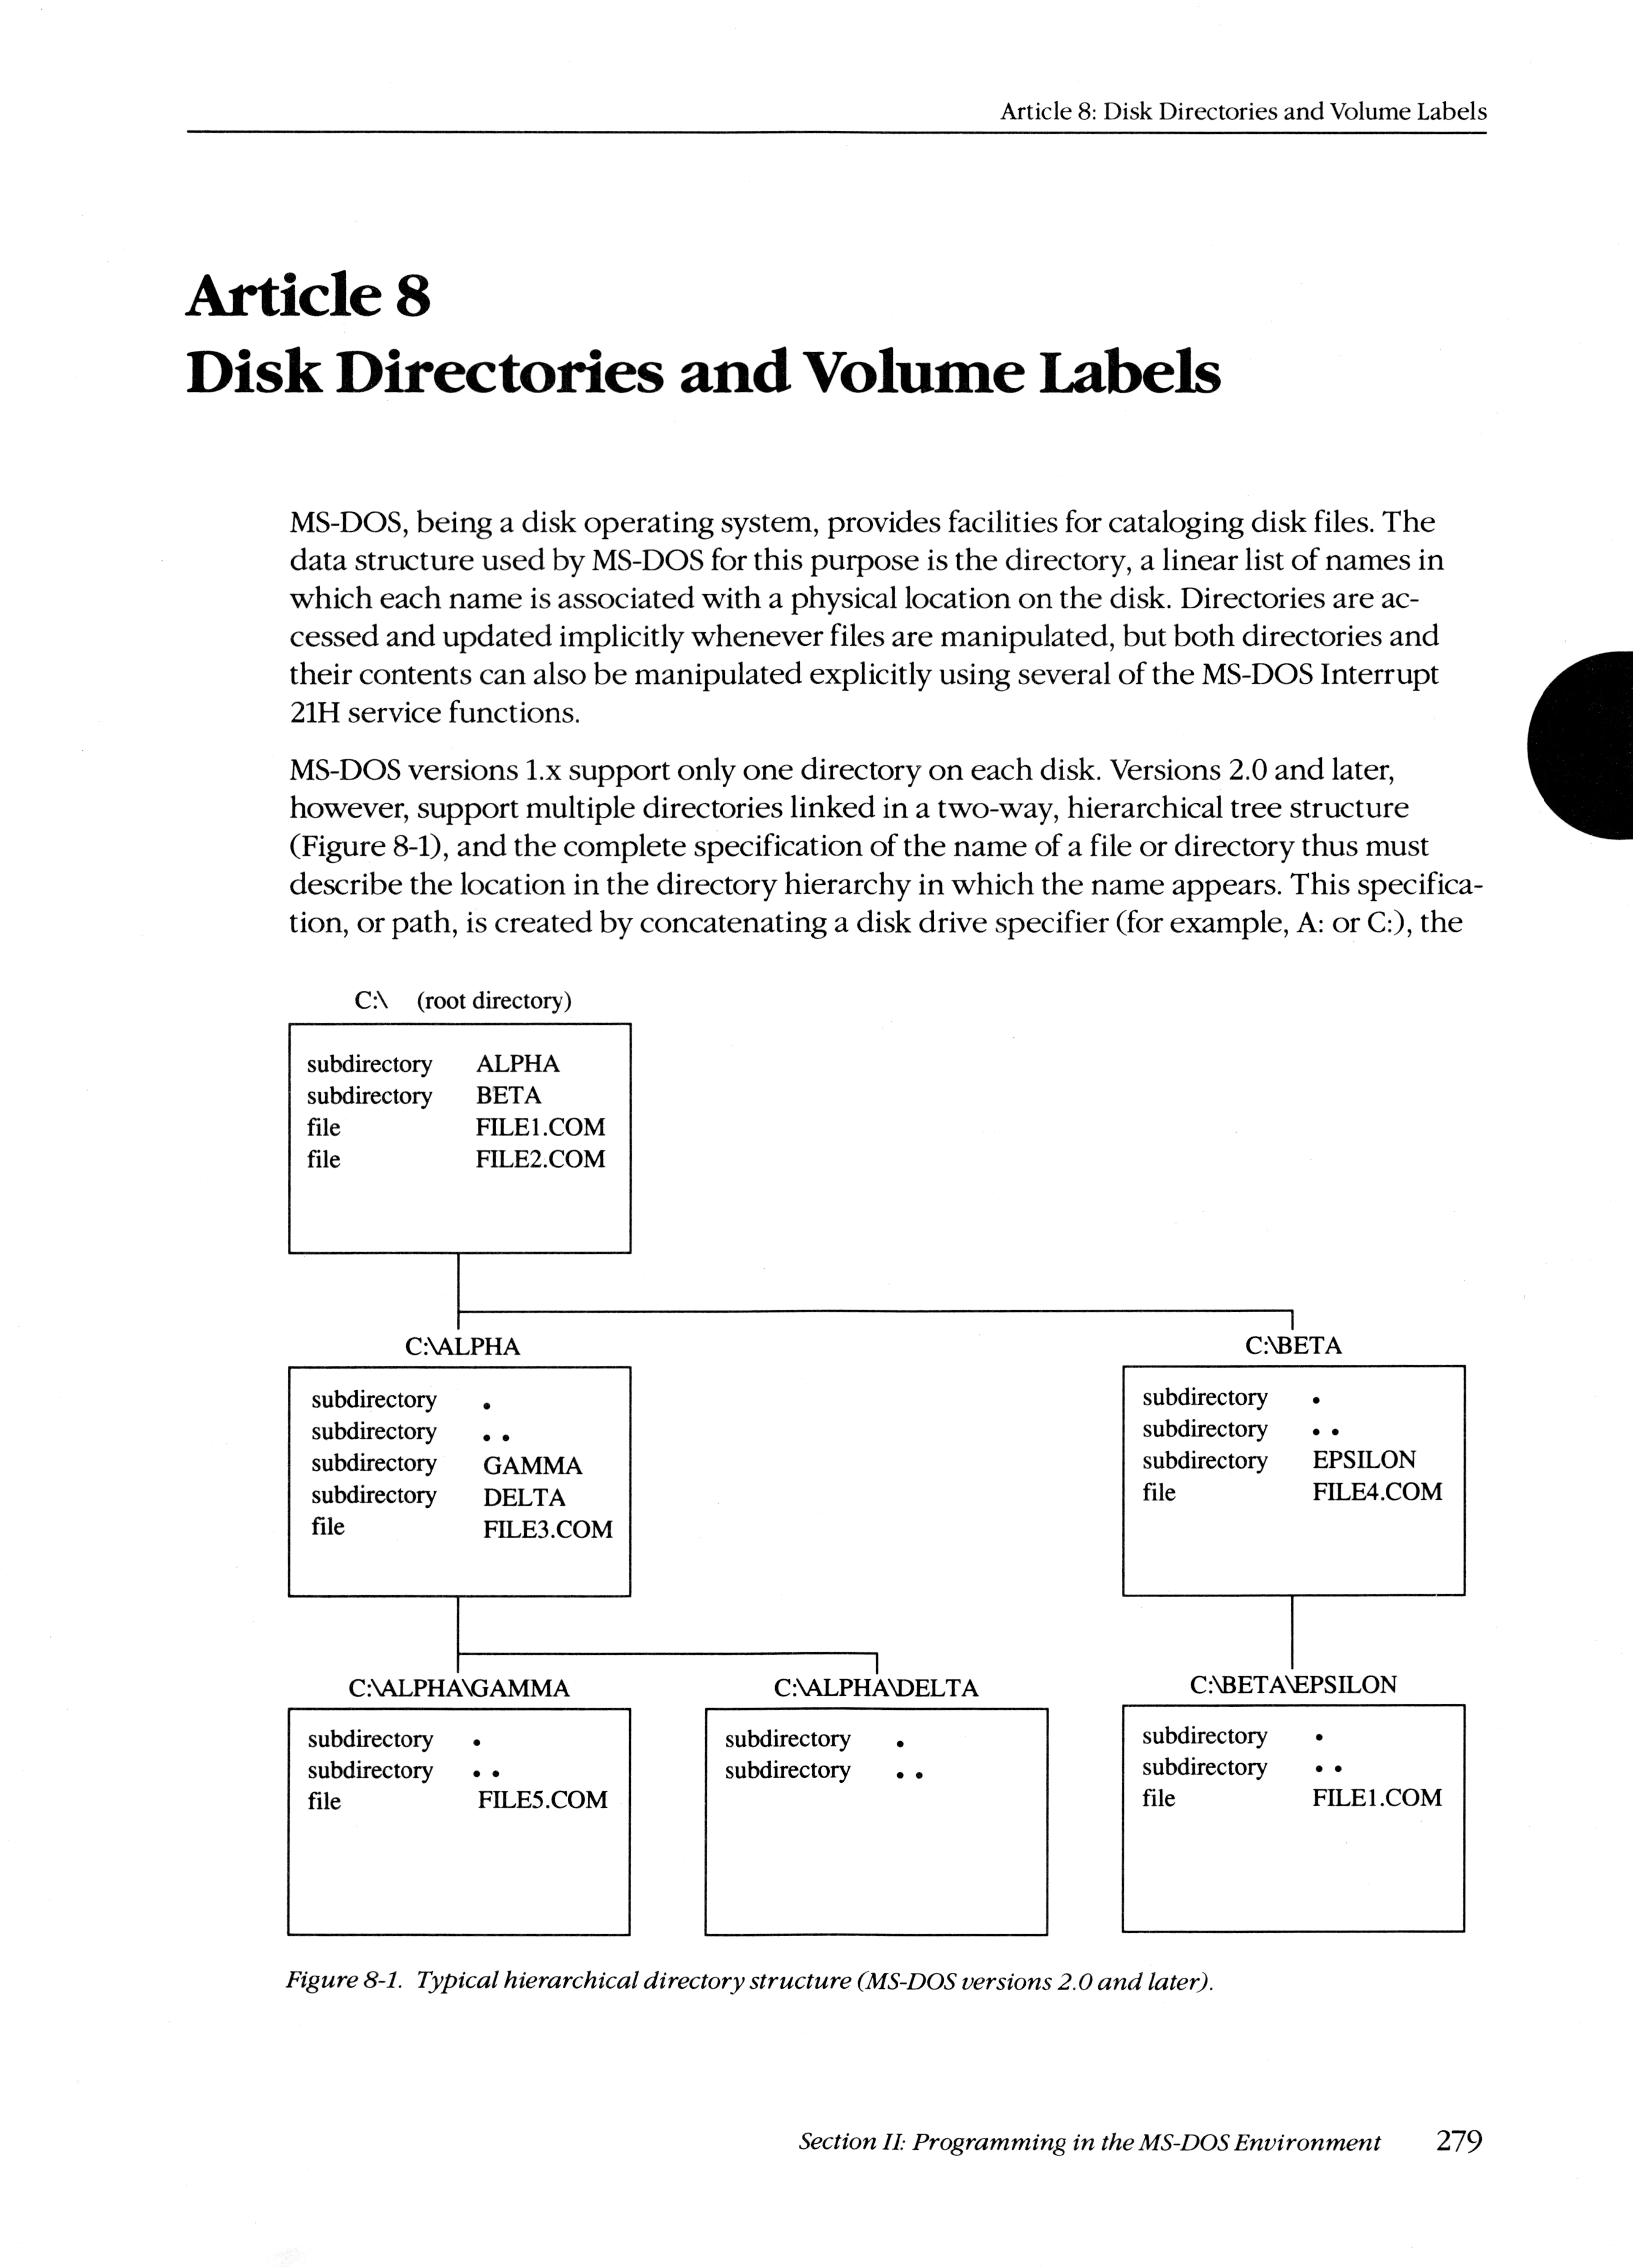 Article 8: Disk Directories and Volume Labels
Article 8
Disk Directories and Volume Labels
MS-DOS, being a disk operating system, provides facilities for cataloging disk files. The
data structure used by MS-DOS for this purpose is the directory, a linear list of names in
which each name is associated with a physical location on the disk. Directories are ac-
cessed and updated implicitly whenever files are manipulated, but both directories and
their contents can also be manipulated explicitly using several of the MS-DOS Interrupt
21H service functions.
MS-DOS versions 1.x support only one directory on each disk. Versions 2.0 and later,
however, support multiple directories linked in a two-way, hierarchical tree structure
(Figure 8-1), and the complete specification of the name of a file or directory thus must
describe the location in the directory hierarchy in which the name appears. This specifica-
tion, or path, is created by concatenating a disk drive specifier (for example, A: or C:), the
C:\ (root directory)
subdirectory ALPHA
subdirectory BETA
file FILE1.COM
file FILE2.COM
C:\ALPHA
subdirectory .
subdirectory . .
subdirectory GAMMA
subdirectory DELTA
file FILE3.COM
C:\BETA
subdirectory .
subdirectory . .
subdirectory EPSILON
file FILE4.COM
C:\ALPHA\GAMMA
subdirectory .
subdirectory . .
file FILE5.COM
C:\ALPHA\DELTA
subdirectory .
subdirectory . .
C:\BETA\EPSILON
subdirectory .
subdirectory . .
file FILE1.COM
Figure 8-1. Typical hierarchical directory structure (MS-DOS versions 2.0 and later).
Section II: Programming in the MS-DOS Environment 279